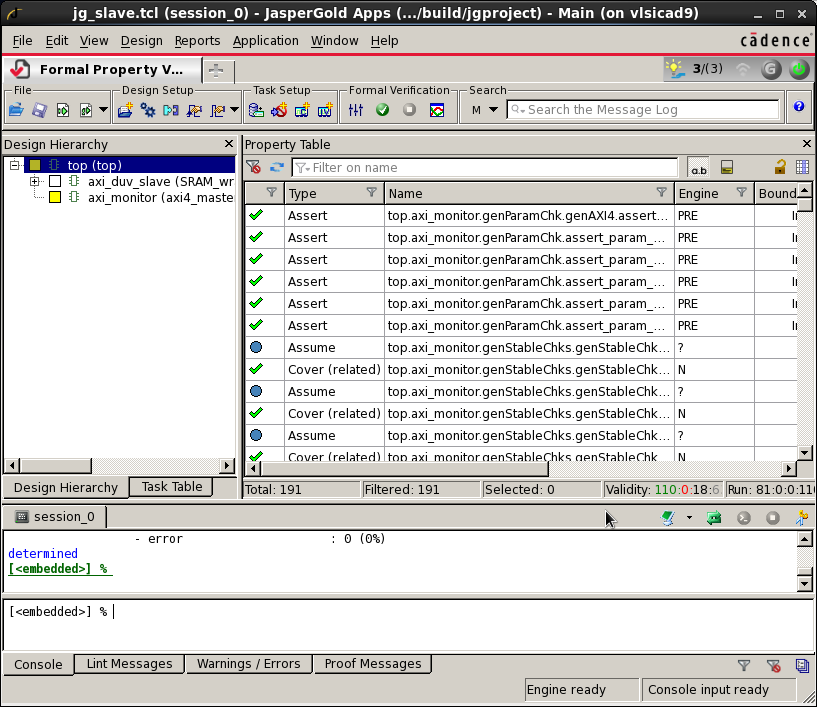 jg_slave.tcl (session_0) - JasperGold Apps (.../build/jgproject) - Main (on vlsicad9)
File Edit View Design Reports Application Window Help
cādence
Formal Property V...
3/(3)
File Design Setup Task Setup Formal Verification Search
M Search the Message Log
Design Hierarchy
top (top)
axi_duv_slave (SRAM_wr
axi_monitor (axi4_maste
Design Hierarchy Task Table
Property Table
Filter on name
a.b
Type Name Engine Bound
Assert top.axi_monitor.genParamChk.genAXI4.assert... PRE
Assert top.axi_monitor.genParamChk.assert_param_... PRE
Assert top.axi_monitor.genParamChk.assert_param_... PRE
Assert top.axi_monitor.genParamChk.assert_param_... PRE
Assert top.axi_monitor.genParamChk.assert_param_... PRE
Assert top.axi_monitor.genParamChk.assert_param_... PRE
Assume top.axi_monitor.genStableChks.genStableChk... ?
Cover (related) top.axi_monitor.genStableChks.genStableChk... N
Assume top.axi_monitor.genStableChks.genStableChk... ?
Cover (related) top.axi_monitor.genStableChks.genStableChk... N
Assume top.axi_monitor.genStableChks.genStableChk... ?
Cover (related) top.axi_monitor.genStableChks.genStableChk... N
Total: 191 Filtered: 191 Selected: 0 Validity: 110:0:18:6 Run: 81:0:0:110
session_0
- error : 0 (0%)
determined
[<embedded>] %
[<embedded>] %
Console Lint Messages Warnings / Errors Proof Messages
Engine ready Console input ready